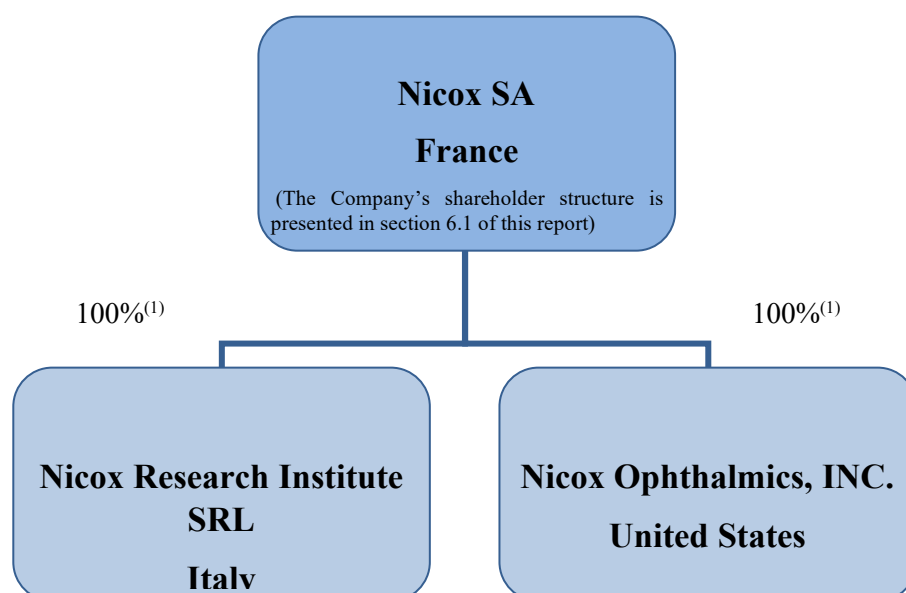 Nicox SA
France
(The Company’s shareholder structure is
presented in section 6.1 of this report)
100%(1)
100%(1)
Nicox Research Institute
SRL
Italy
Nicox Ophthalmics, INC.
United States